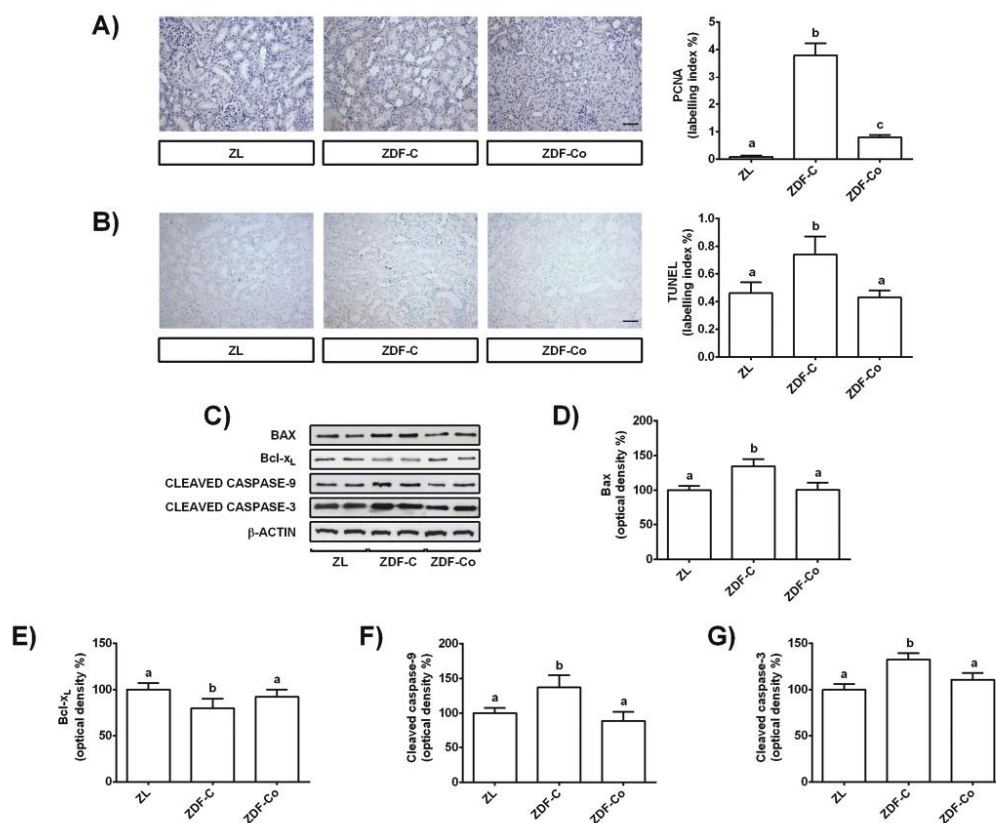 A)
ZL
ZDF-C
ZDF-Co
PCNA
(labelling index %)
6
4
2
0
a
b
c
ZL
ZDF-C
ZDF-Co
B)
ZL
ZDF-C
ZDF-Co
TUNEL
(labelling index %)
1.0
0.8
0.6
0.4
0.2
0.0
a
b
a
ZL
ZDF-C
ZDF-Co
C)
BAX
Bcl-xL
CLEAVED CASPASE-9
CLEAVED CASPASE-3
β-ACTIN
ZL
ZDF-C
ZDF-Co
D)
Bax
(optical density %)
200
150
100
50
0
a
b
a
ZL
ZDF-C
ZDF-Co
E)
Bcl-xL
(optical density %)
150
100
50
0
a
b
a
ZL
ZDF-C
ZDF-Co
F)
Cleaved caspase-9
(optical density %)
200
150
100
50
0
a
b
a
ZL
ZDF-C
ZDF-Co
G)
Cleaved caspase-3
(optical density %)
150
100
50
0
a
b
a
ZL
ZDF-C
ZDF-Co